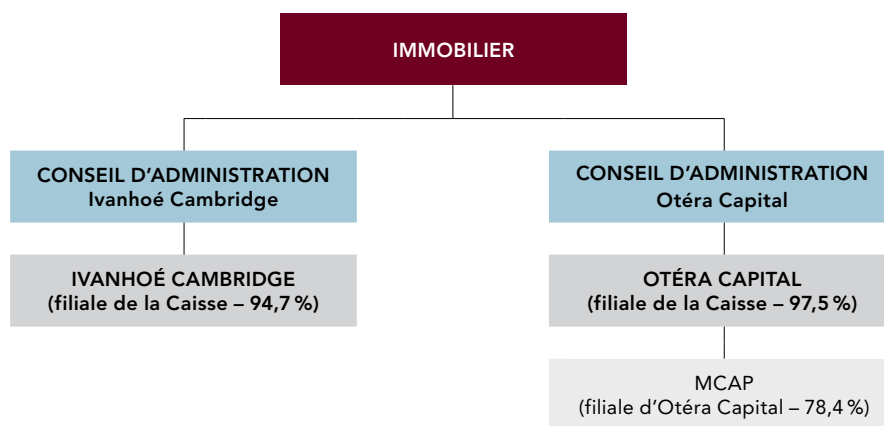 IMMOBILIER
CONSEIL D'ADMINISTRATION
Ivanhoé Cambridge
CONSEIL D'ADMINISTRATION
Otéra Capital
IVANHOÉ CAMBRIDGE
(filiale de la Caisse – 94,7 %)
OTÉRA CAPITAL
(filiale de la Caisse – 97,5 %)
MCAP
(filiale d'Otéra Capital – 78,4 %)